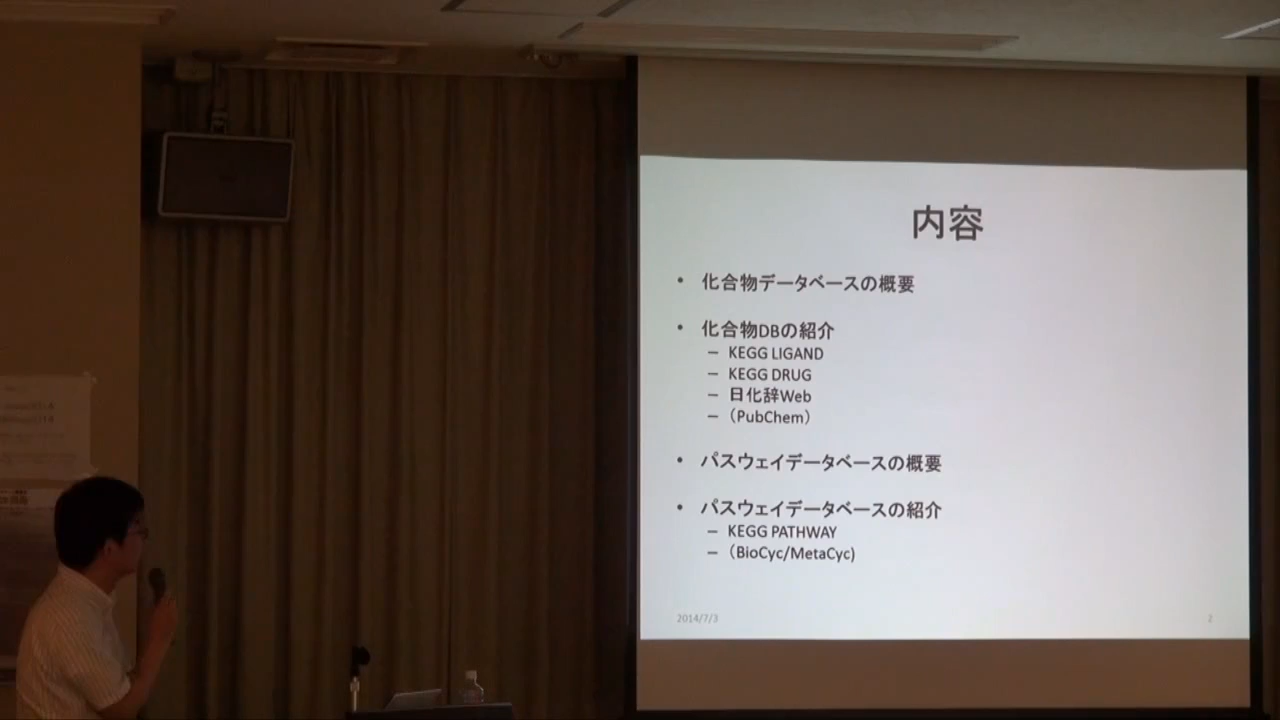 内容
• 化合物データベースの概要
• 化合物DBの紹介
– KEGG LIGAND
– KEGG DRUG
– 日化辞Web
– (PubChem)
• パスウェイデータベースの概要
• パスウェイデータベースの紹介
– KEGG PATHWAY
– (BioCyc/MetaCyc)
2014/7/3
2